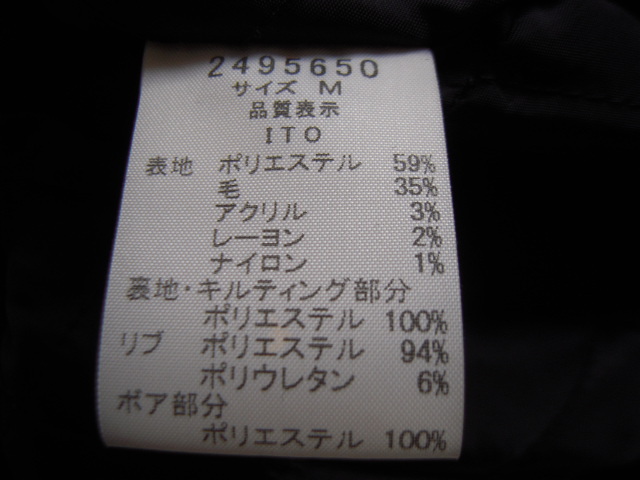 2495650
サイズ M
品質表示
ITO
表地 ポリエステル 59%
毛 35%
アクリル 3%
レーヨン 2%
ナイロン 1%
裏地・キルティング部分
ポリエステル 100%
リブ ポリエステル 94%
ポリウレタン 6%
ボア部分
ポリエステル 100%